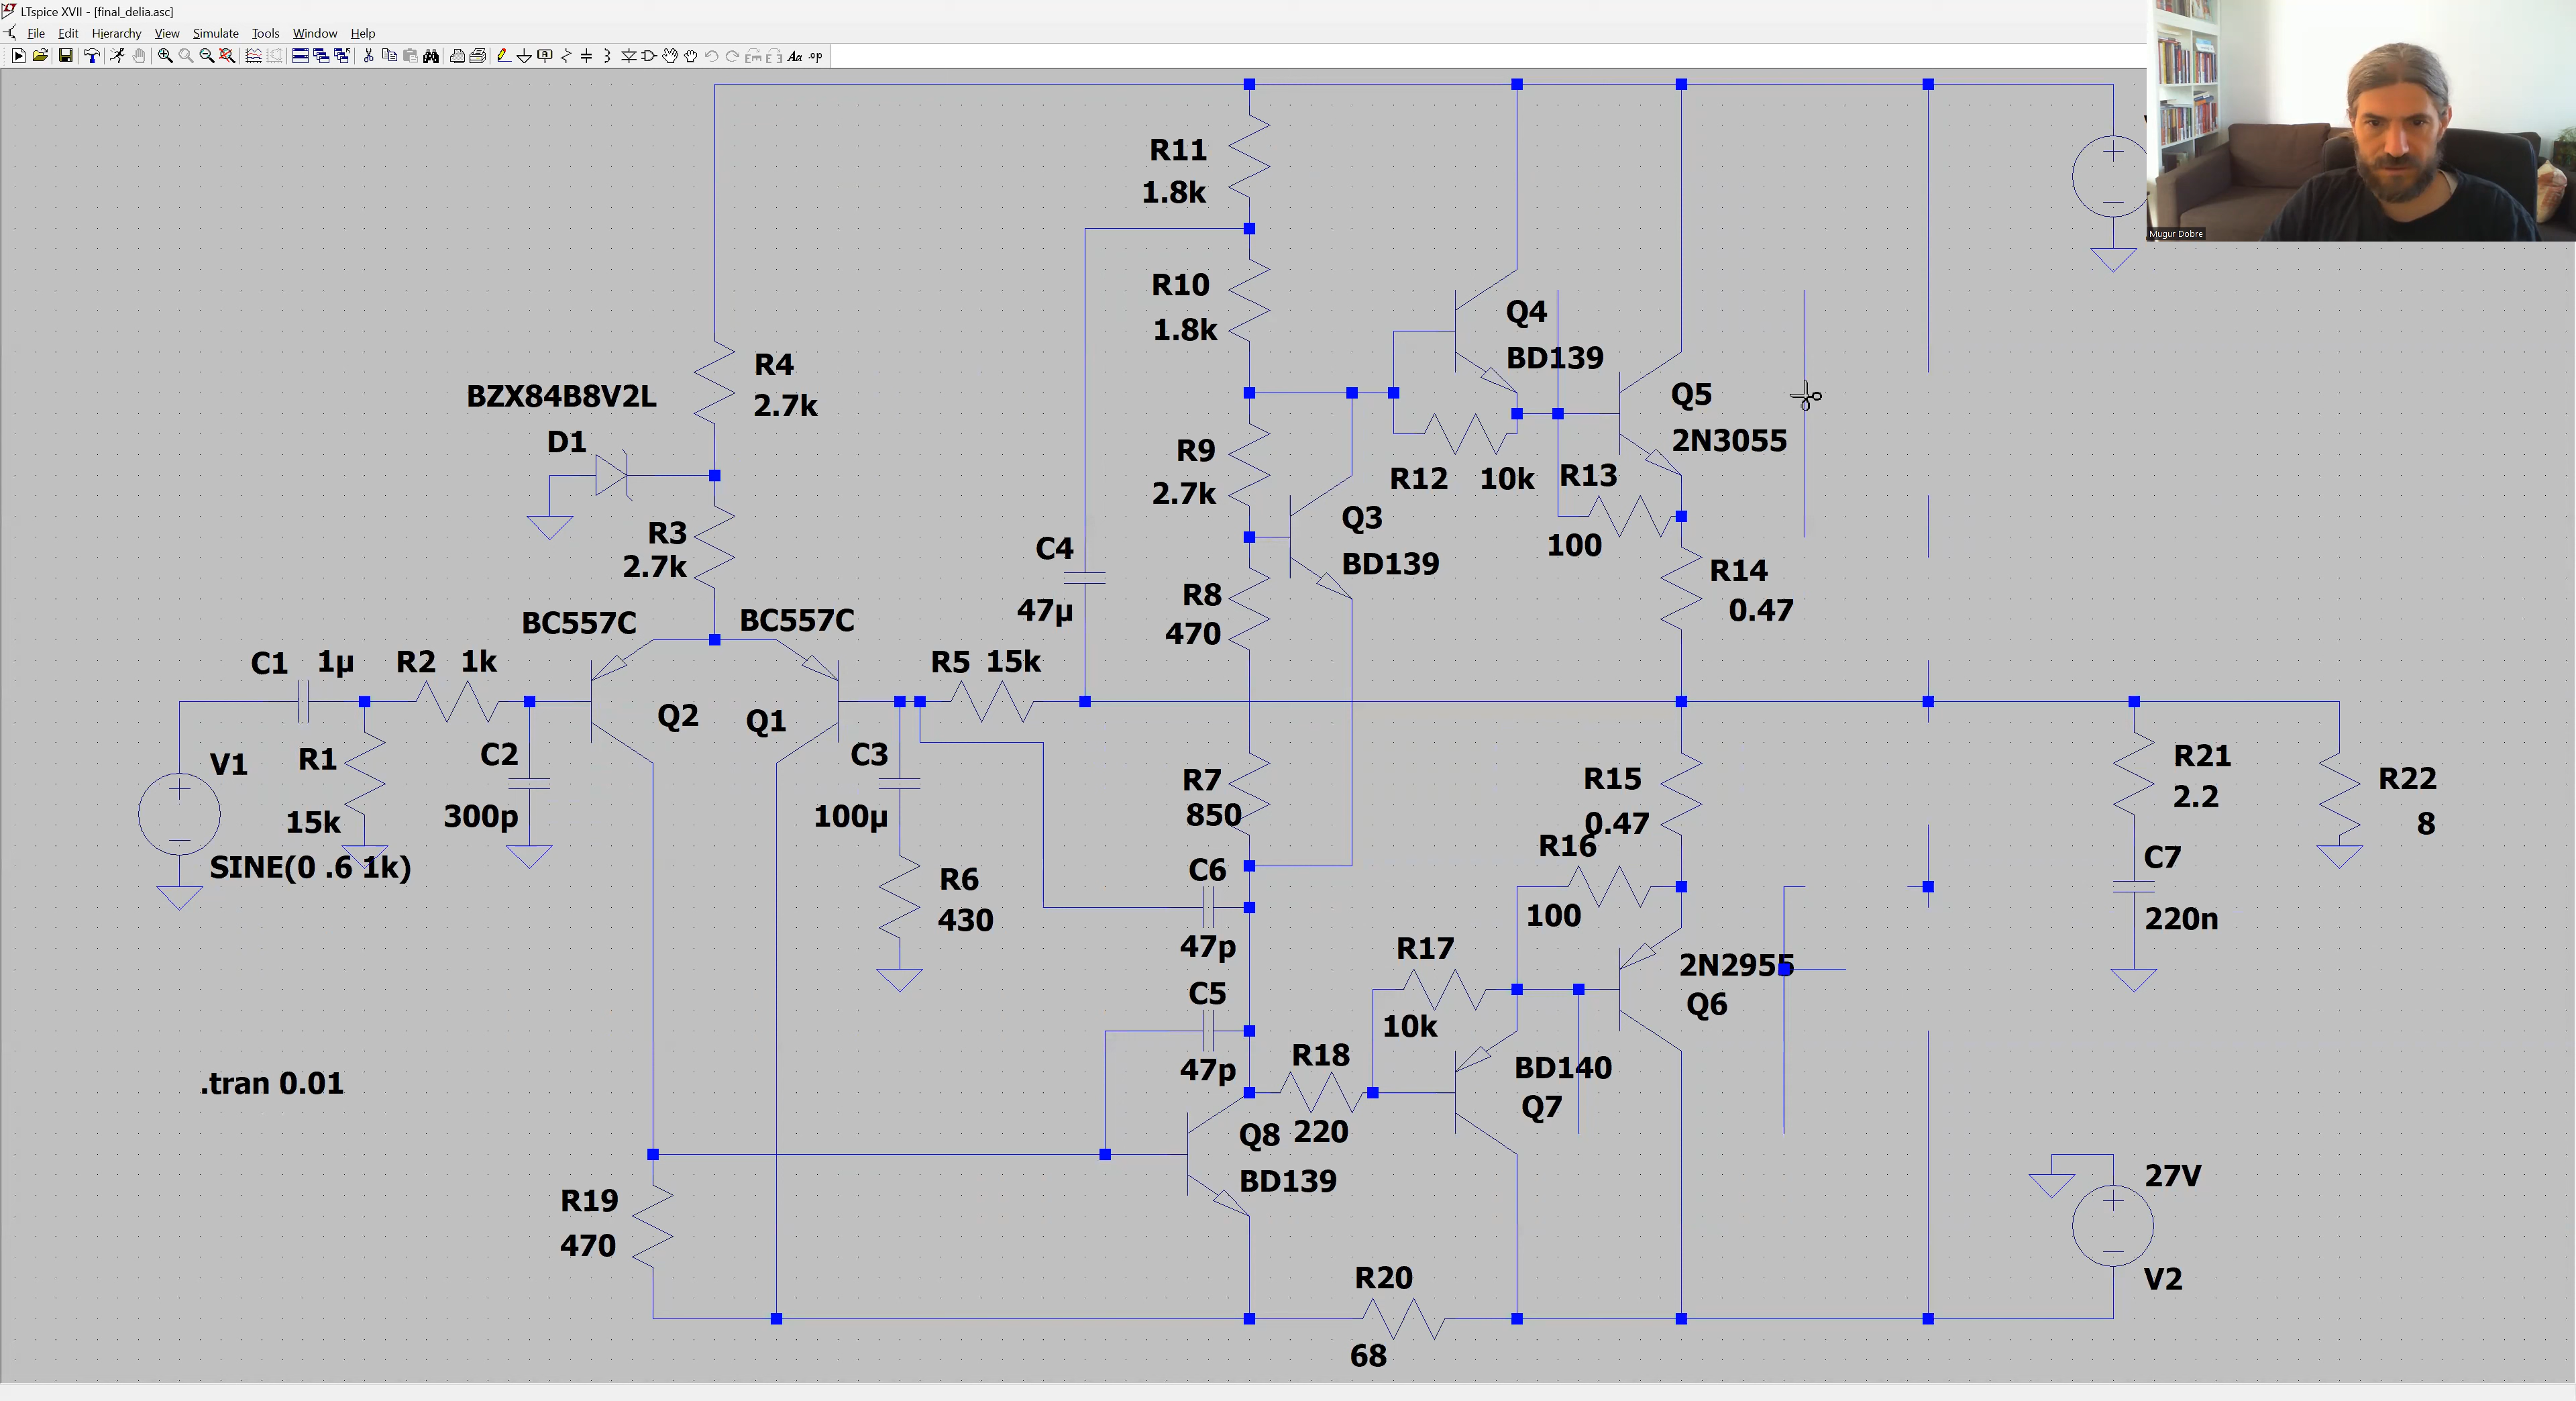 LTspice XVII - [final_delia.asc]
File Edit Hierarchy View Simulate Tools Window Help
Aa .op
Mugur Dobre
R11
1.8k
R10
1.8k
Q4
BD139
R4
2.7k
BZX84B8V2L
D1
Q5
2N3055
R9
2.7k
R12 10k
R13
100
Q3
BD139
R3
2.7k
C4
47µ
R14
0.47
R8
470
BC557C
BC557C
C1 1µ
R2 1k
R5 15k
Q2
Q1
V1
R1
15k
C2
300p
C3
100µ
R7
850
R15
0.47
R21
2.2
R22
8
SINE(0 .6 1k)
R16
100
C6
47p
R6
430
C7
220n
R17
10k
2N2955
Q6
C5
47p
R18
220
BD140
Q7
.tran 0.01
Q8
BD139
27V
V2
R19
470
R20
68